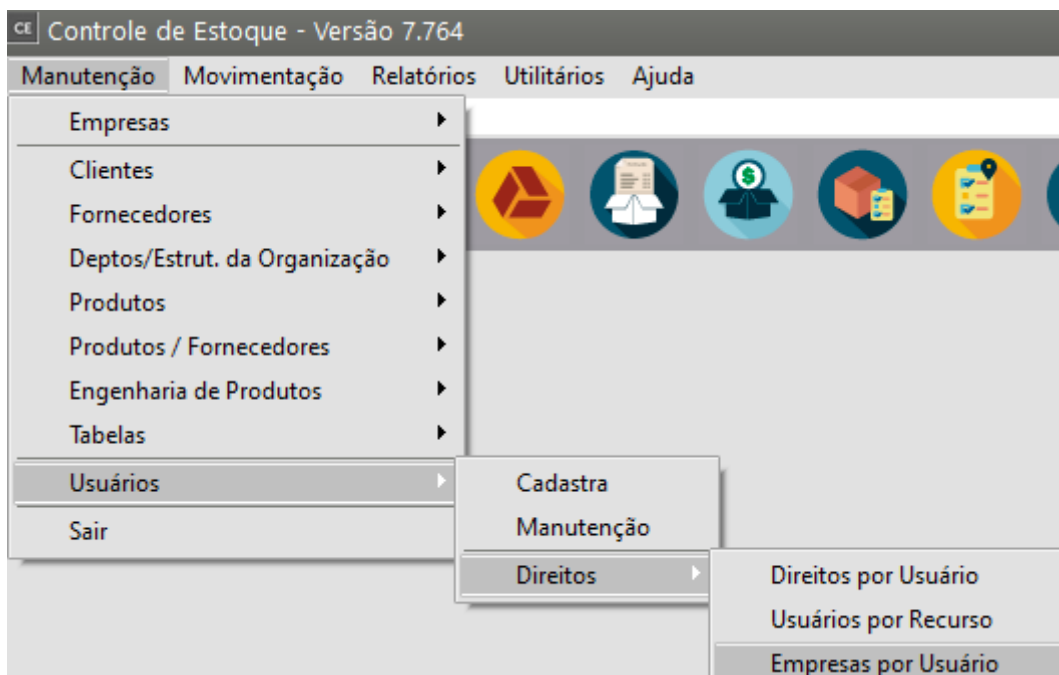 CE Controle de Estoque - Versão 7.764
Manutenção Movimentação Relatórios Utilitários Ajuda
Empresas
Clientes
Fornecedores
Deptos/Estrut. da Organização
Produtos
Produtos / Fornecedores
Engenharia de Produtos
Tabelas
Usuários
Sair
Cadastra
Manutenção
Direitos
Direitos por Usuário
Usuários por Recurso
Empresas por Usuário